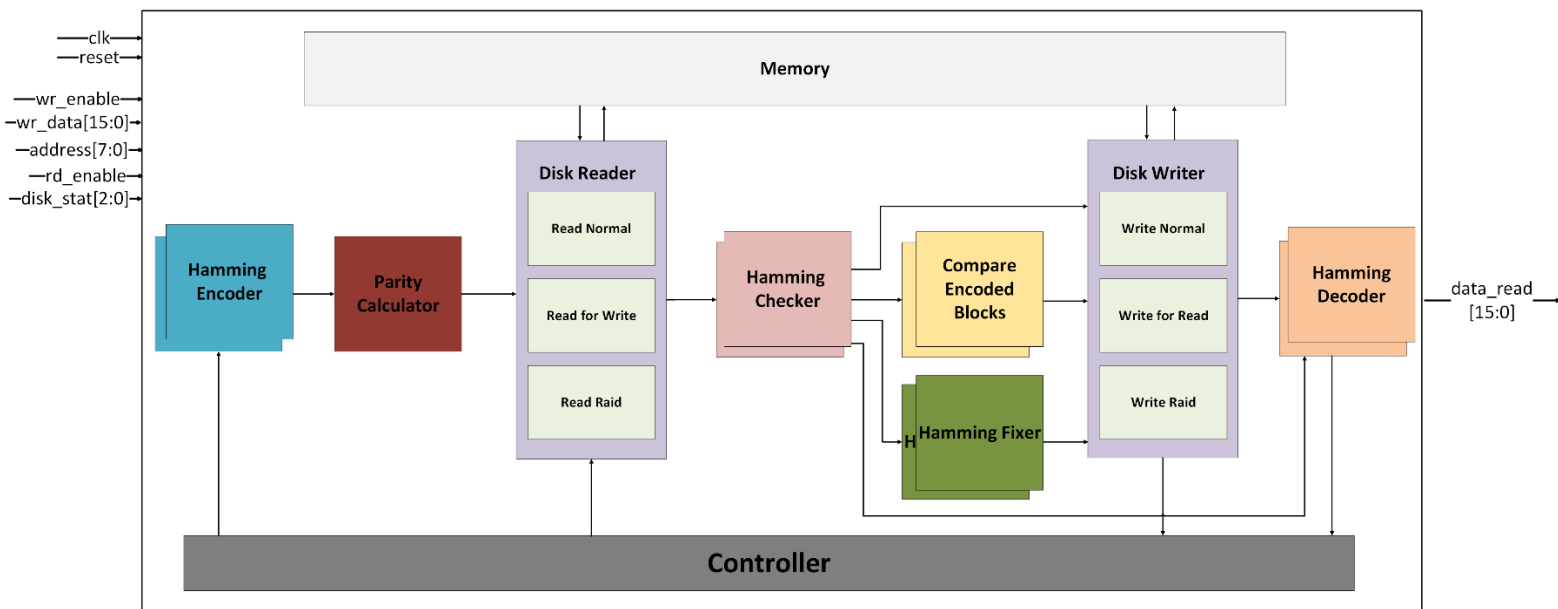 clk
reset
wr_enable
wr_data[15:0]
address[7:0]
rd_enable
disk_stat[2:0]
Memory
Disk Reader
Read Normal
Read for Write
Read Raid
Disk Writer
Write Normal
Write for Read
Write Raid
Hamming
Encoder
Parity
Calculator
Hamming
Checker
Compare
Encoded
Blocks
H
Hamming Fixer
Hamming
Decoder
data_read
[15:0]
Controller